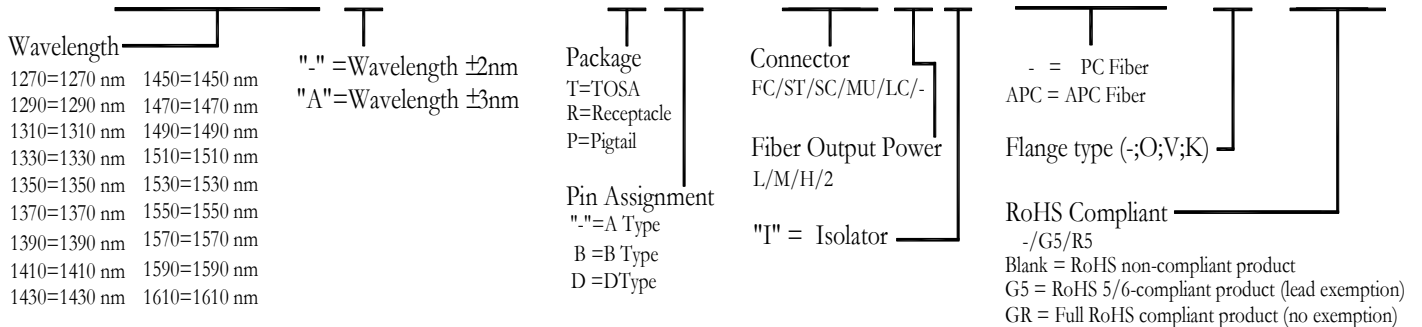 Wavelength
1270=1270 nm 1450=1450 nm
1290=1290 nm 1470=1470 nm
1310=1310 nm 1490=1490 nm
1330=1330 nm 1510=1510 nm
1350=1350 nm 1530=1530 nm
1370=1370 nm 1550=1550 nm
1390=1390 nm 1570=1570 nm
1410=1410 nm 1590=1590 nm
1430=1430 nm 1610=1610 nm
"-" =Wavelength ±2nm
"A"=Wavelength ±3nm
Package
T=TOSA
R=Receptacle
P=Pigtail
Pin Assignment
"-"=A Type
B =B Type
D =DType
Connector
FC/ST/SC/MU/LC/-
Fiber Output Power
L/M/H/2
"I" = Isolator
- = PC Fiber
APC = APC Fiber
Flange type (-;O;V;K)
RoHS Compliant
-/G5/R5
Blank = RoHS non-compliant product
G5 = RoHS 5/6-compliant product (lead exemption)
GR = Full RoHS compliant product (no exemption)